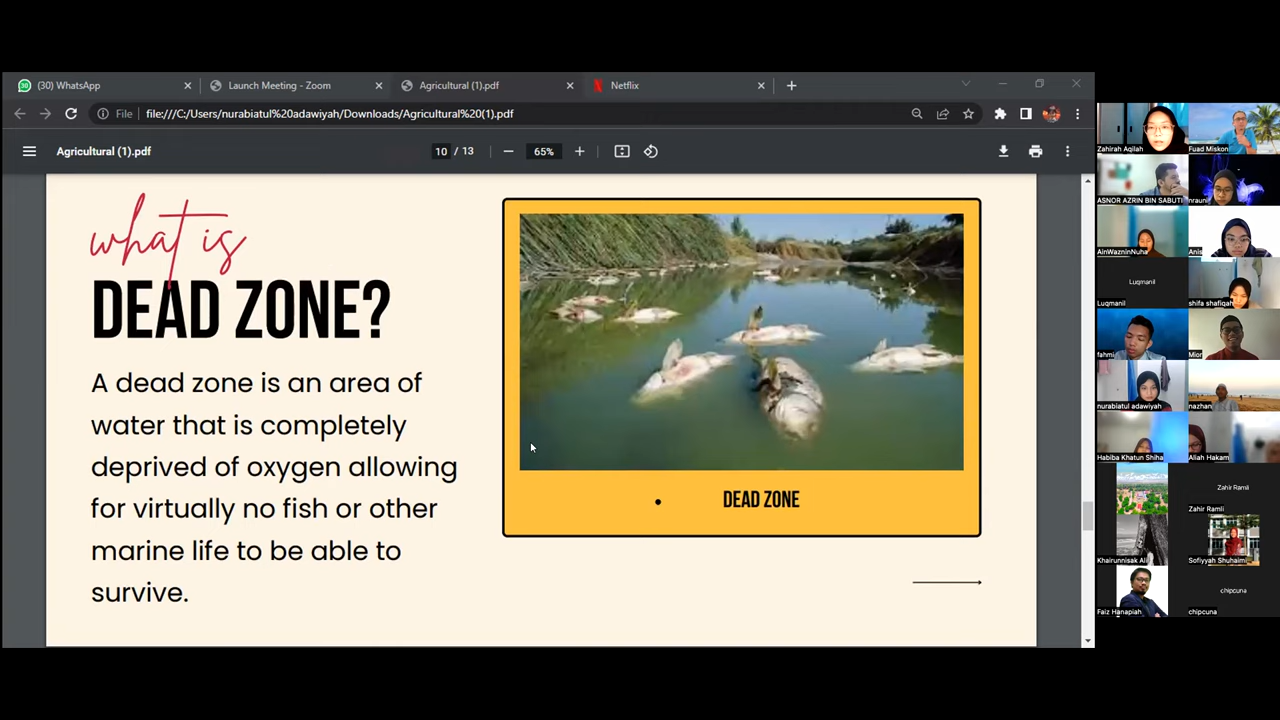 (30) WhatsApp
Launch Meeting - Zoom
Agricultural (1).pdf
Netflix
File
file:///C:/Users/nurabiatul%20adawiyah/Downloads/Agricultural%20(1).pdf
Agricultural (1).pdf
10 / 13
65%
what is
DEAD ZONE?
A dead zone is an area of
water that is completely
deprived of oxygen allowing
for virtually no fish or other
marine life to be able to
survive.
• DEAD ZONE
Zahirah Aqilah
Fuad Miskon
ASNOR AZRIN BIN SABUTI
nrauni
AinWazninNuha
Anis
Luqmanil
Luqmanil
shifa shafiqah
fahmi
Mior
nurabiatul adawiyah
nazhan
Habiba Khatun Shiha
Aliah Hakam
Zahir Ramli
Zahir Ramli
Khairunnisak Ali
Sofiyyah Shuhaimi
Faiz Hanapiah
chipcuna
chipcuna